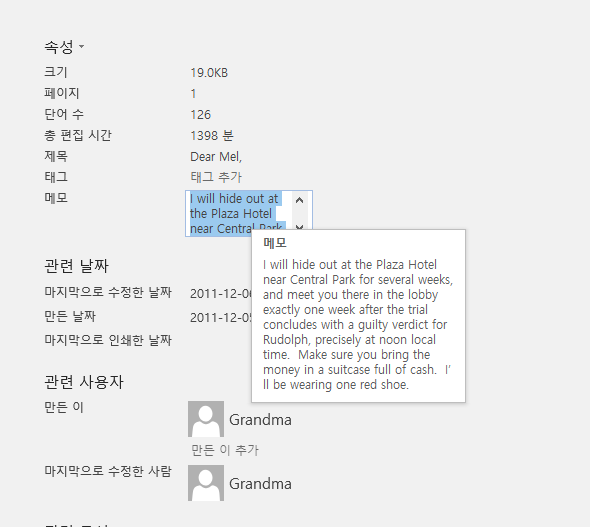 속성
크기 19.0KB
페이지 1
단어 수 126
총 편집 시간 1398 분
제목 Dear Mel,
태그 태그 추가
메모 I will hide out at
the Plaza Hotel
near Central Park
메모
I will hide out at the Plaza Hotel
near Central Park for several weeks,
and meet you there in the lobby
exactly one week after the trial
concludes with a guilty verdict for
Rudolph, precisely at noon local
time.  Make sure you bring the
money in a suitcase full of cash.  I'
ll be wearing one red shoe.
관련 날짜
마지막으로 수정한 날짜 2011-12-0
만든 날짜 2011-12-05
마지막으로 인쇄한 날짜
관련 사용자
만든 이 Grandma
만든 이 추가
마지막으로 수정한 사람 Grandma